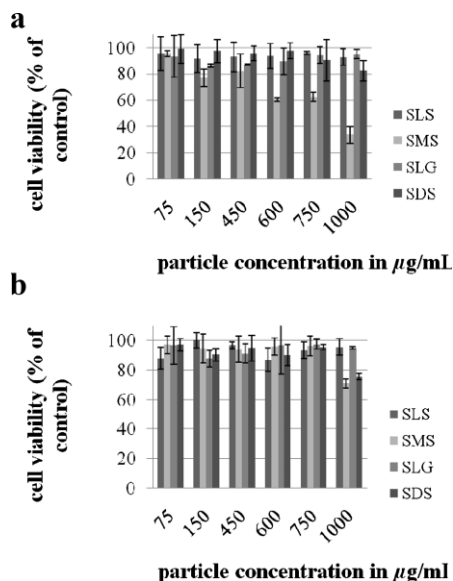 a
cell viability (% of
control)
100
80
60
40
20
0
75
150
450
600
750
1000
SLS
SMS
SLG
SDS
particle concentration in µg/mL
b
cell viability (% of
control)
100
80
60
40
20
0
75
150
450
600
750
1000
SLS
SMS
SLG
SDS
particle concentration in µg/mL